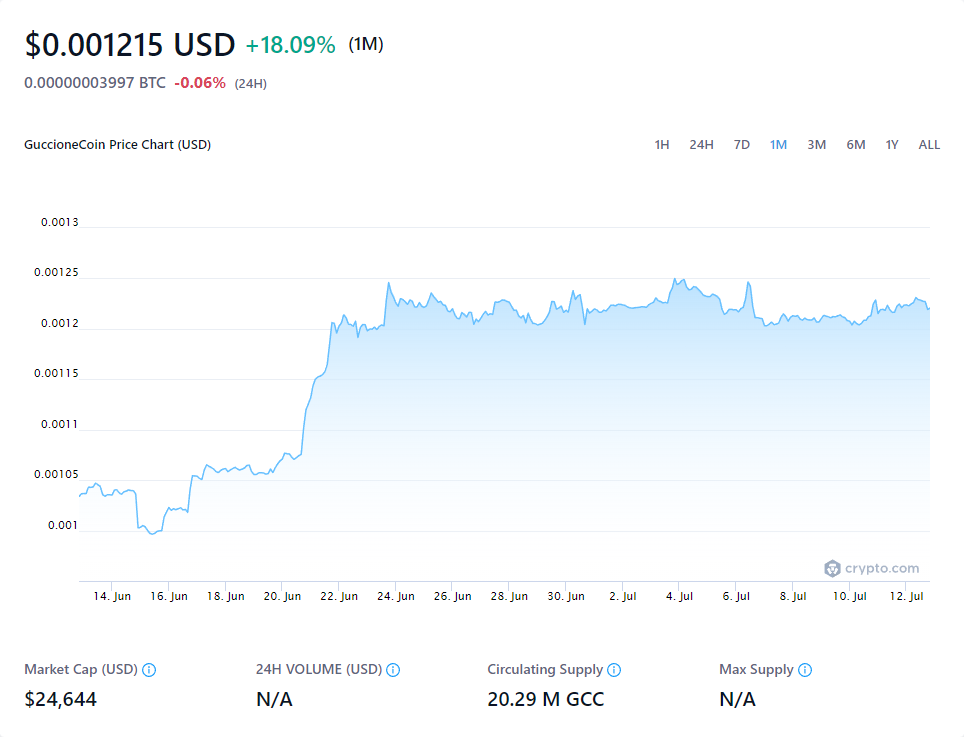 $0.001215 USD +18.09% (1M)
0.00000003997 BTC -0.06% (24H)
GuccioneCoin Price Chart (USD) 1H 24H 7D 1M 3M 6M 1Y ALL
0.0013
0.00125
0.0012
0.00115
0.0011
0.00105
0.001
crypto.com
14. Jun 16. Jun 18. Jun 20. Jun 22. Jun 24. Jun 26. Jun 28. Jun 30. Jun 2. Jul 4. Jul 6. Jul 8. Jul 10. Jul 12. Jul
Market Cap (USD) 24H VOLUME (USD) Circulating Supply Max Supply
$24,644 N/A 20.29 M GCC N/A